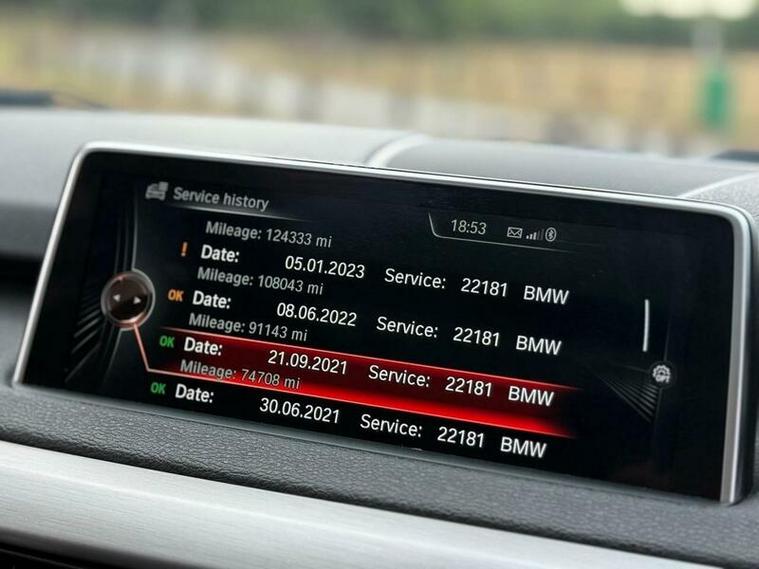 Service history
18:53
Mileage: 124333 mi
! Date: 05.01.2023 Service: 22181 BMW
Mileage: 108043 mi
OK Date: 08.06.2022 Service: 22181 BMW
Mileage: 91143 mi
OK Date: 21.09.2021 Service: 22181 BMW
Mileage: 74708 mi
OK Date: 30.06.2021 Service: 22181 BMW
OPT